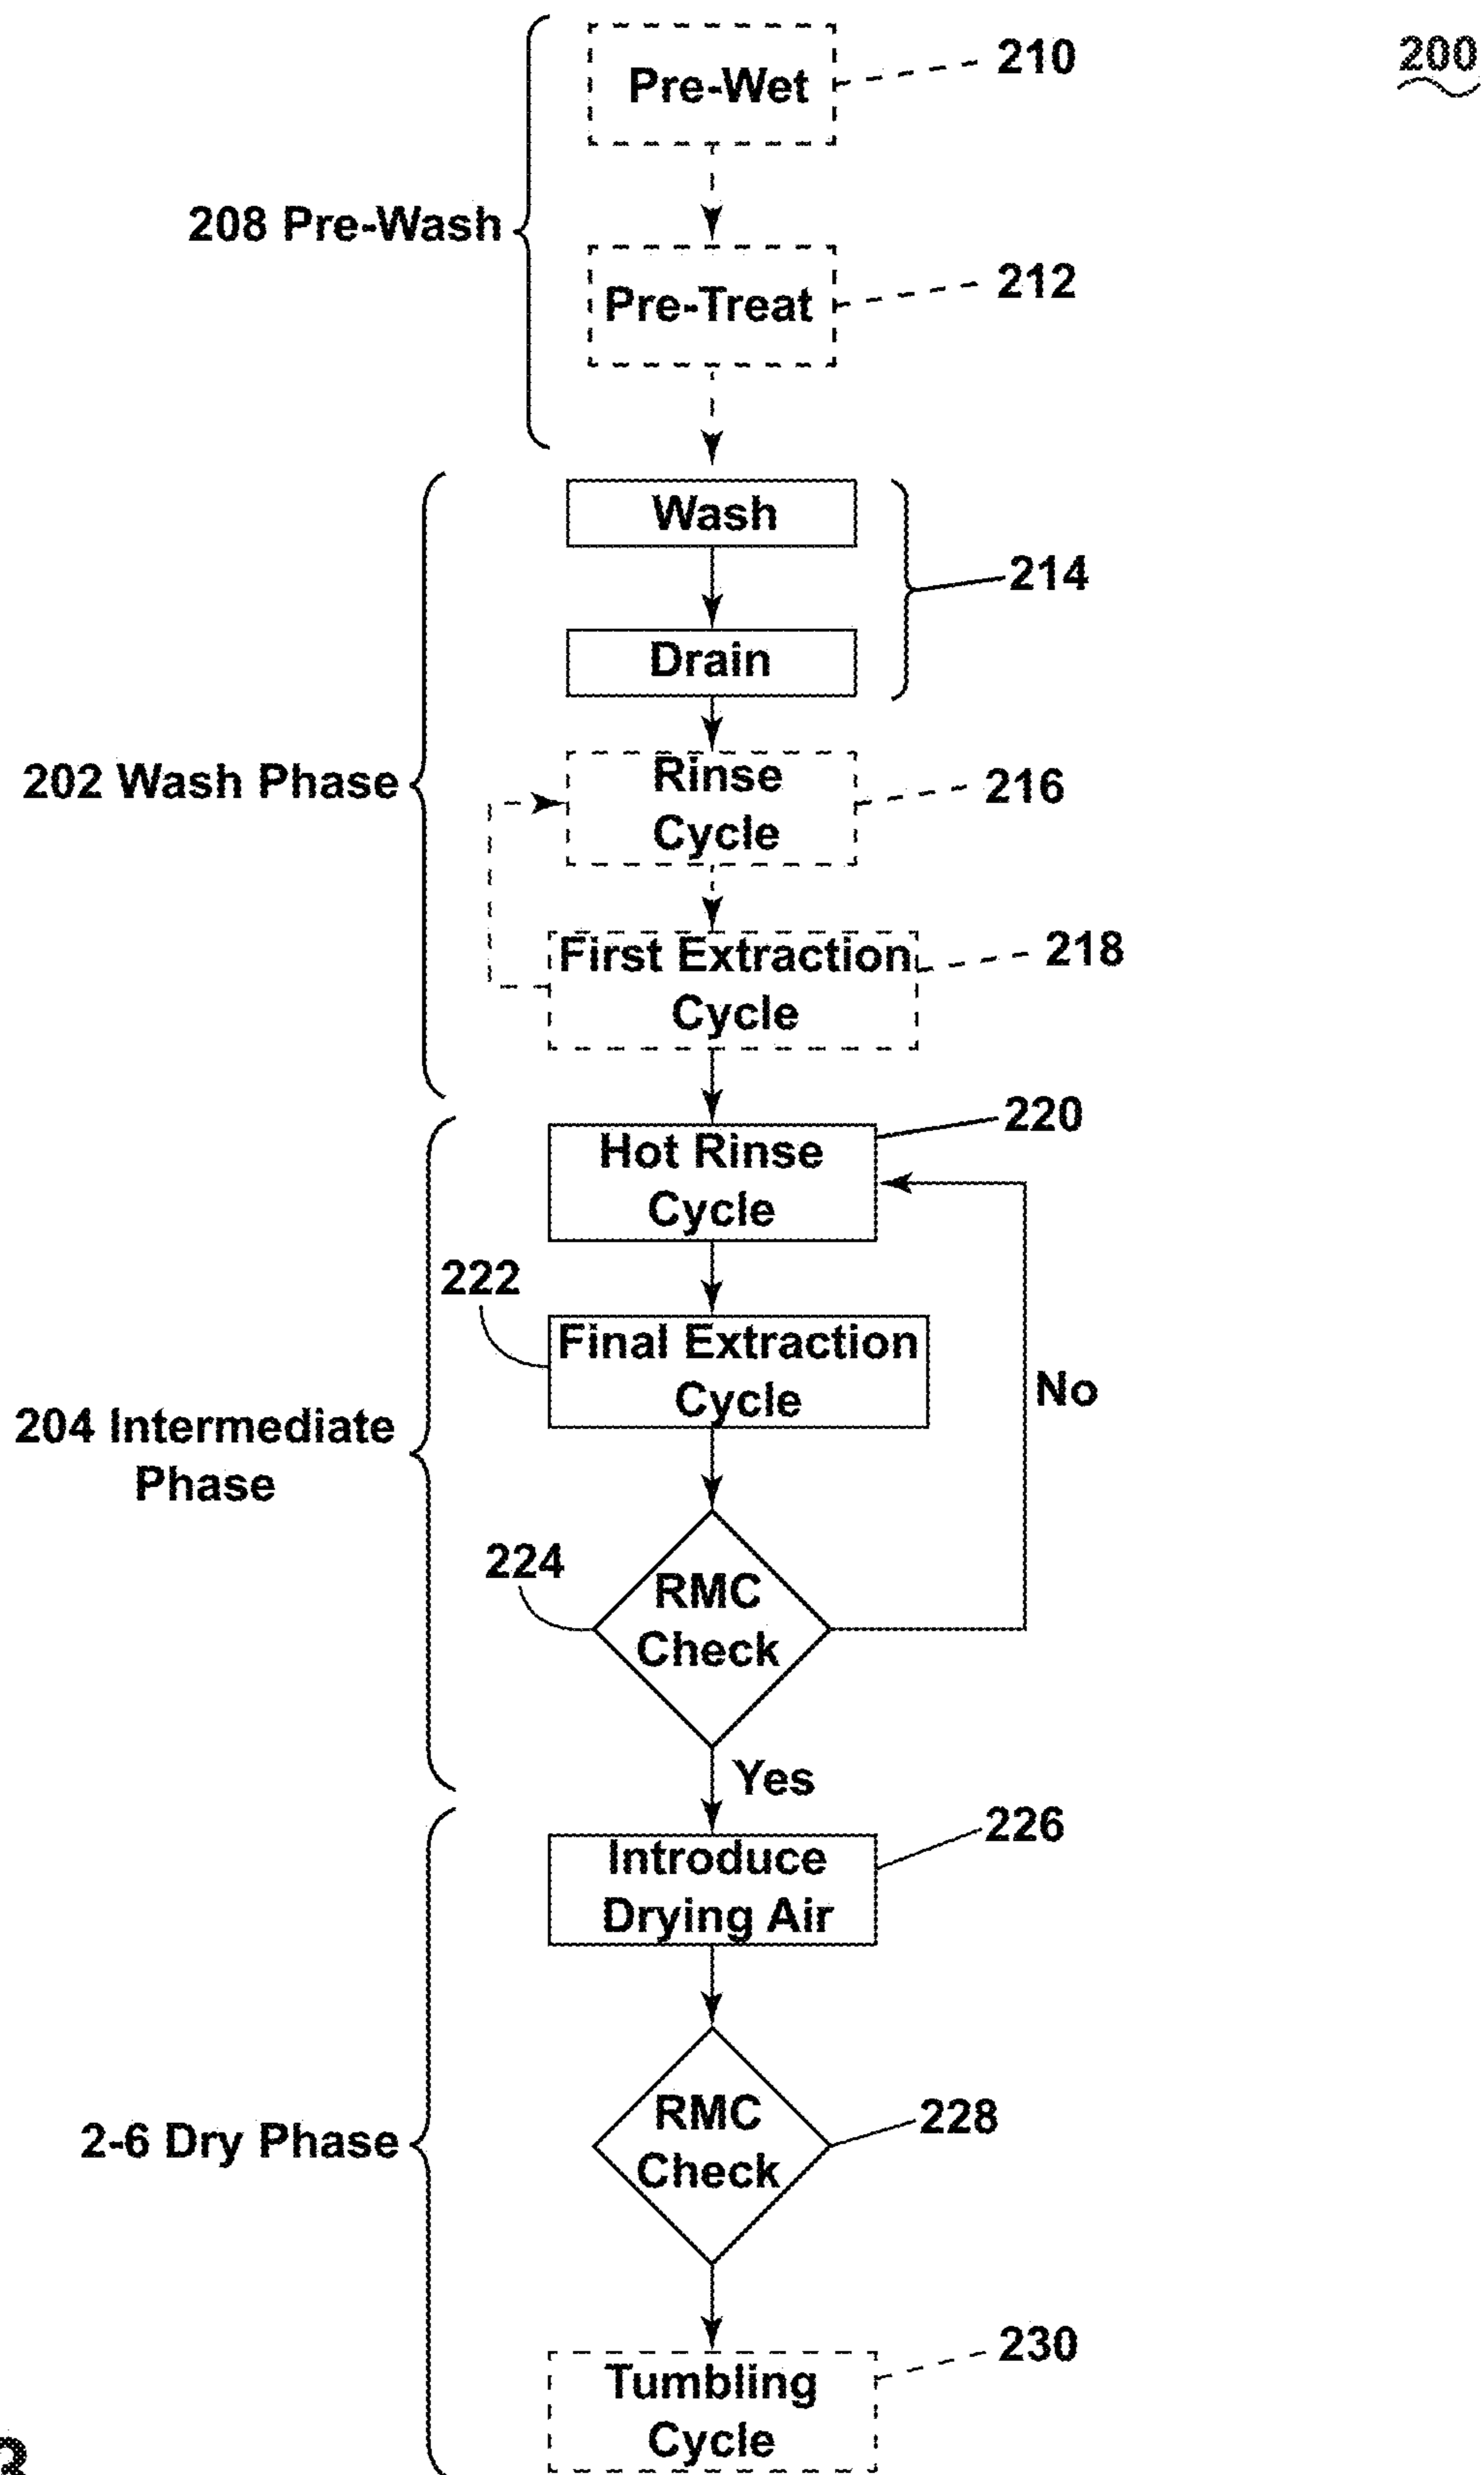 200
Pre-Wet
210
208 Pre-Wash
Pre-Treat
212
Wash
214
Drain
202 Wash Phase
Rinse
Cycle
216
First Extraction
Cycle
218
220
Hot Rinse
Cycle
222
Final Extraction
Cycle
No
204 Intermediate
Phase
224
RMC
Check
Yes
226
Introduce
Drying Air
2-6 Dry Phase
RMC
Check
228
230
Tumbling
Cycle